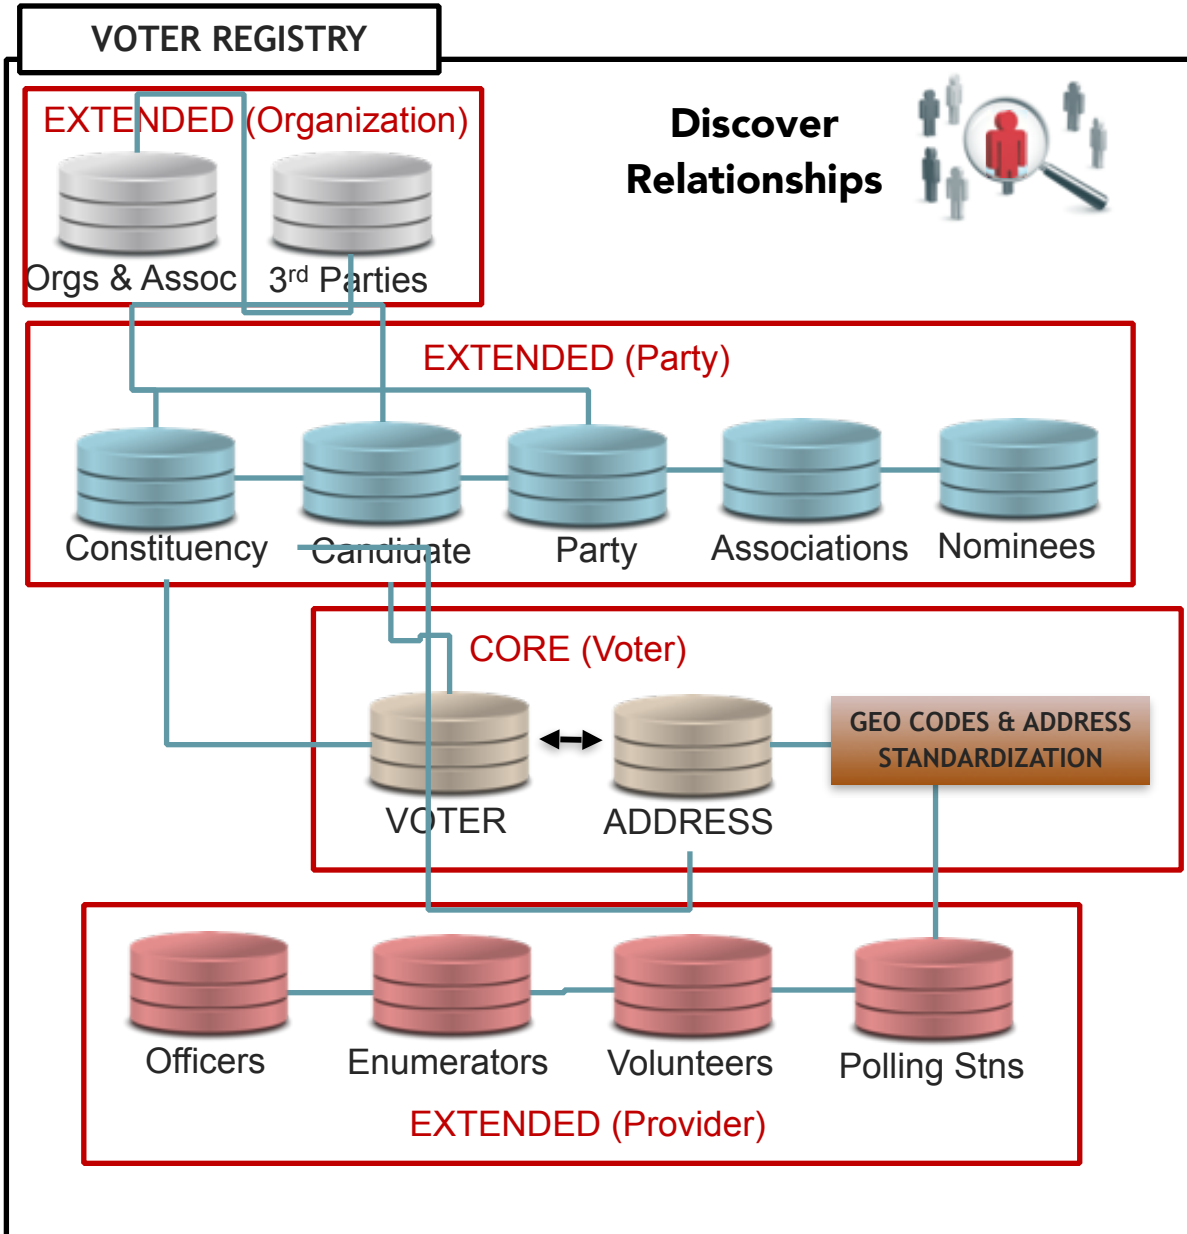 VOTER REGISTRY
EXTENDED (Organization)
Discover
Relationships
Orgs & Assoc
3rd Parties
EXTENDED (Party)
Constituency
Candidate
Party
Associations
Nominees
CORE (Voter)
GEO CODES & ADDRESS
STANDARDIZATION
VOTER
ADDRESS
Officers
Enumerators
Volunteers
Polling Stns
EXTENDED (Provider)